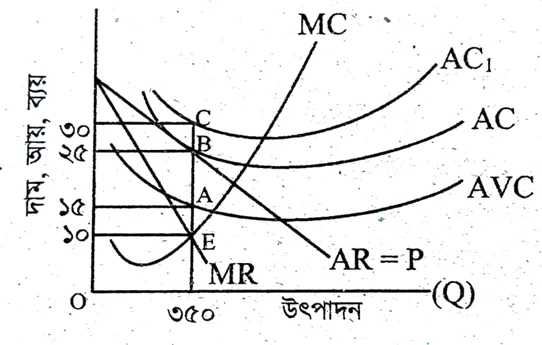 MC
AC₁
AC
AVC
AR = P
MR
C
B
A
E
দাম, আয়, ব্যয়
৩০
২৫
১৫
১০
O
৩৫০
উৎপাদন
(Q)